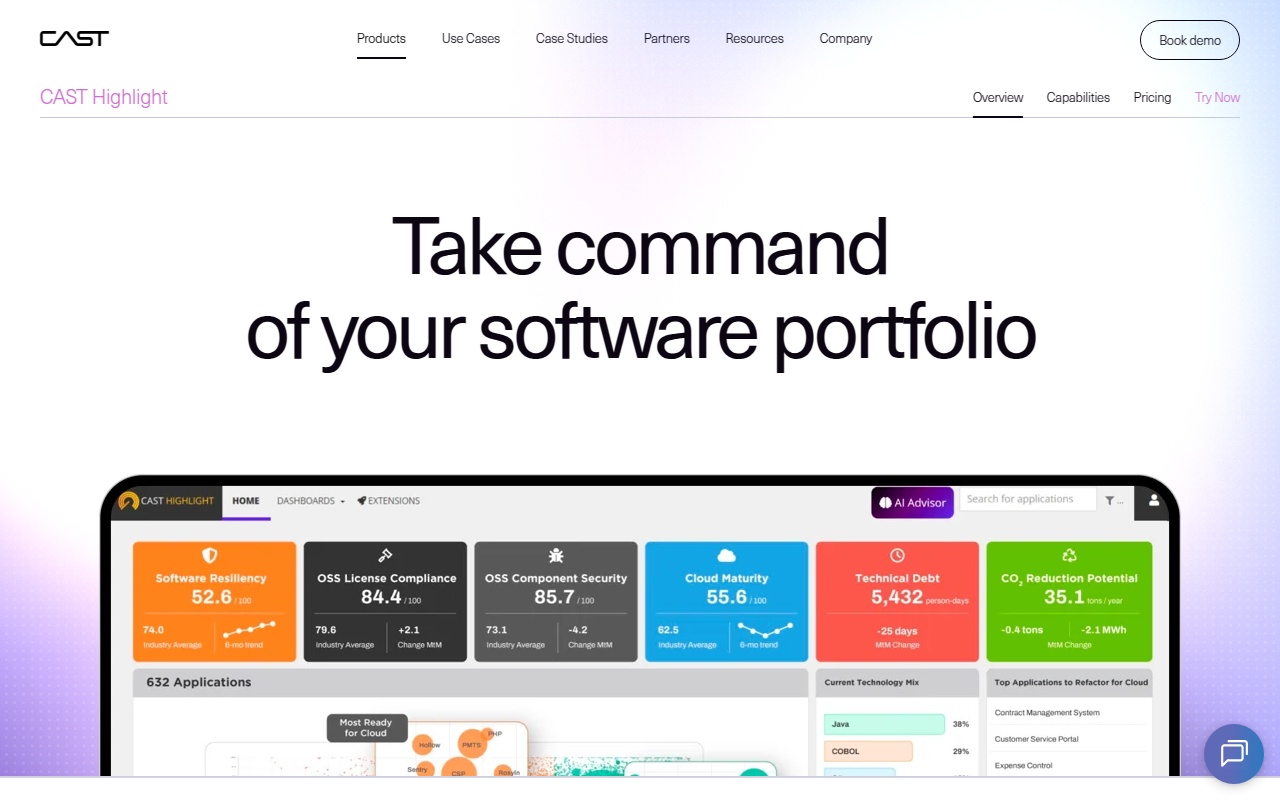 CAST
Products
Use Cases
Case Studies
Partners
Resources
Company
Book demo
CAST Highlight
Overview
Capabilities
Pricing
Try Now
Take command
of your software portfolio
CAST HIGHLIGHT
HOME
DASHBOARDS
EXTENSIONS
AI Advisor
Search for applications
...
Software Resiliency
52.6 / 100
74.0
Industry Average
6-mo trend
OSS License Compliance
84.4 / 100
79.6
Industry Average
+2.1
Change MtM
OSS Component Security
85.7 / 100
73.1
Industry Average
-4.2
Change MtM
Cloud Maturity
55.6 / 100
62.5
Industry Average
6-mo trend
Technical Debt
5,432 person-days
-25 days
MtM Change
CO2 Reduction Potential
35.1 tons / year
-0.4 tons
-2.1 MWh
MtM Change
632 Applications
Most Ready
for Cloud
Hollow
PMTS
PHP
Sentry
CSP
Rosyln
Current Technology Mix
Java
38%
COBOL
29%
Top Applications to Refactor for Cloud
Contract Management System
Customer Service Portal
Expense Control